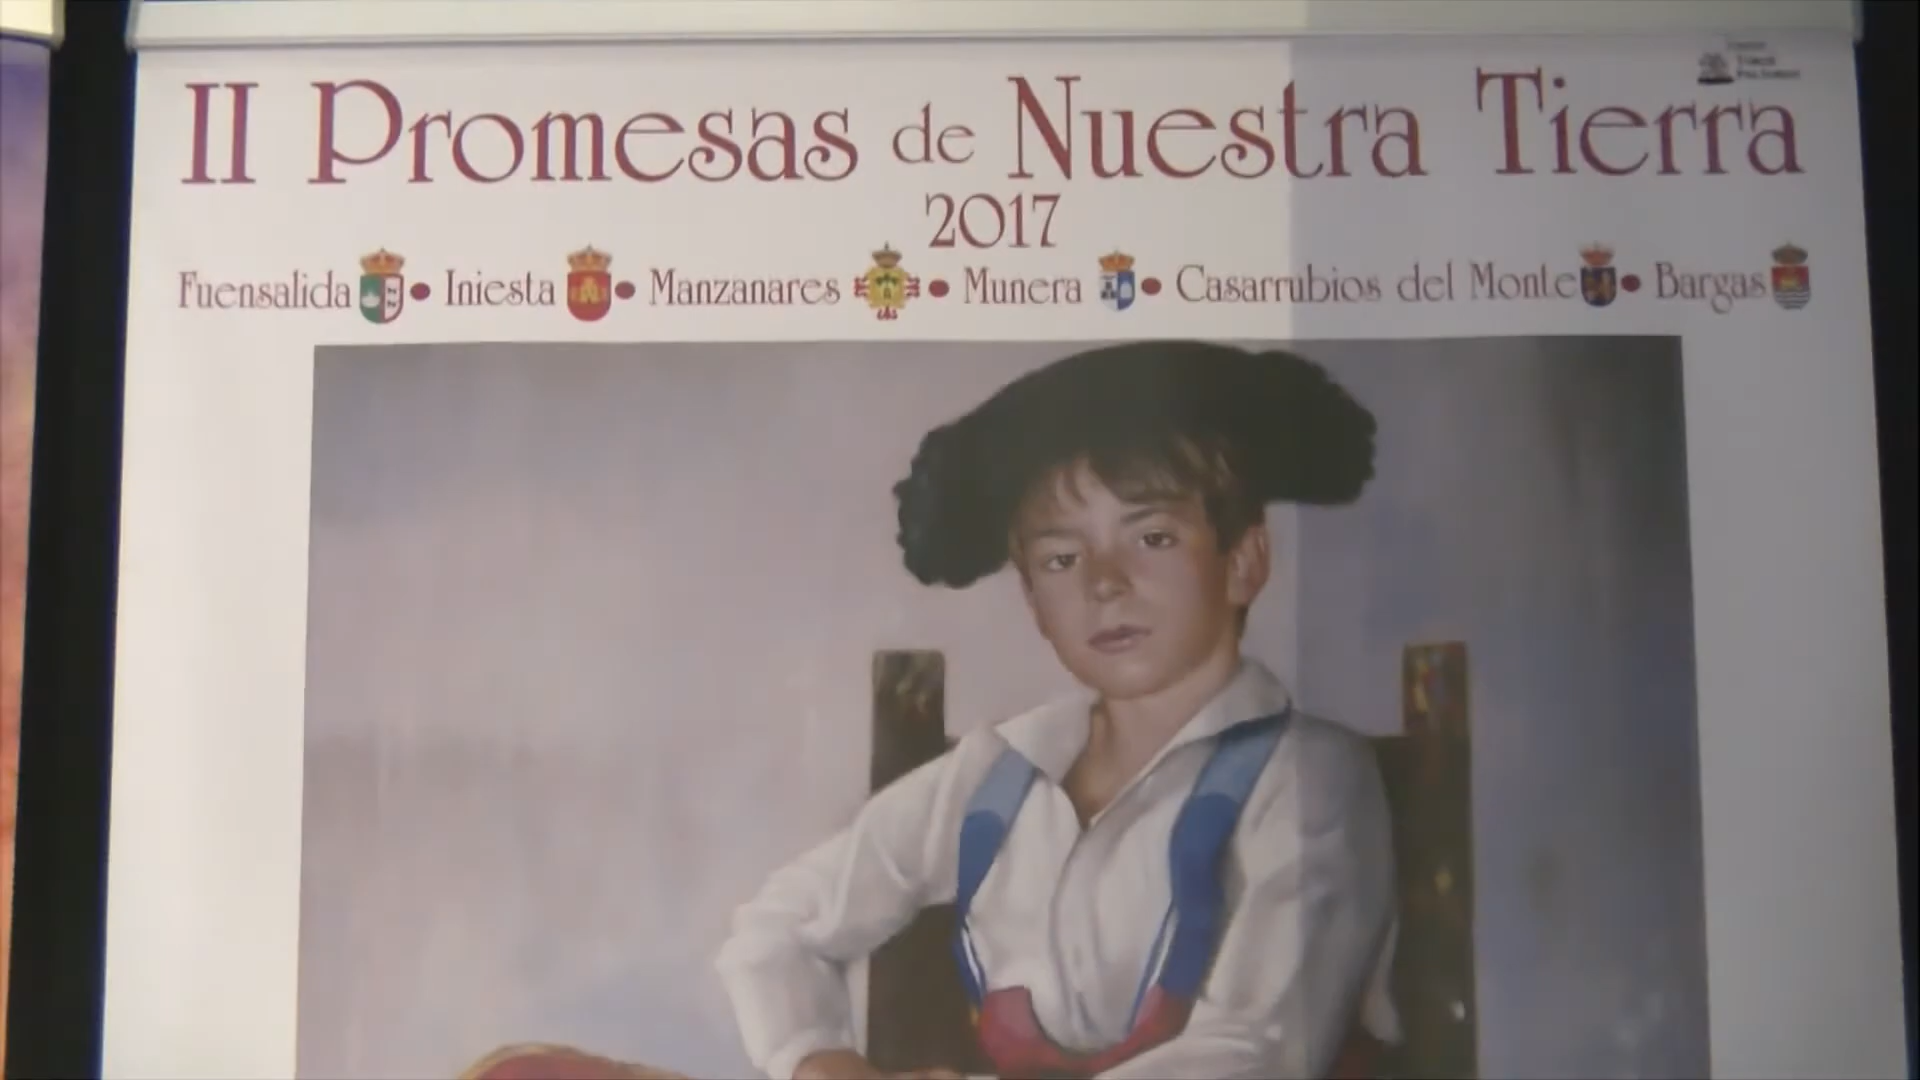 II Promesas de Nuestra Tierra
2017
Fuensalida • Iniesta • Manzanares • Munera • Casarrubios del Monte • Bargas